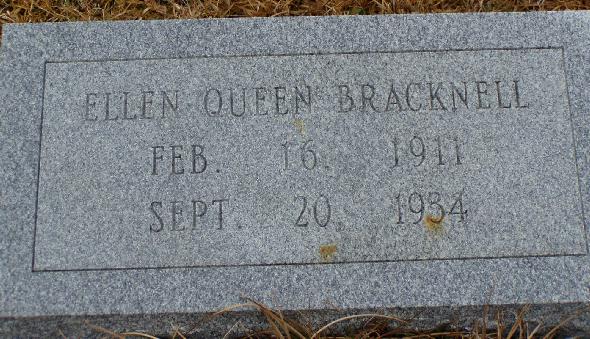 ELLEN QUEEN BRACKNELL
FEB. 16. 1911
SEPT. 20, 1934